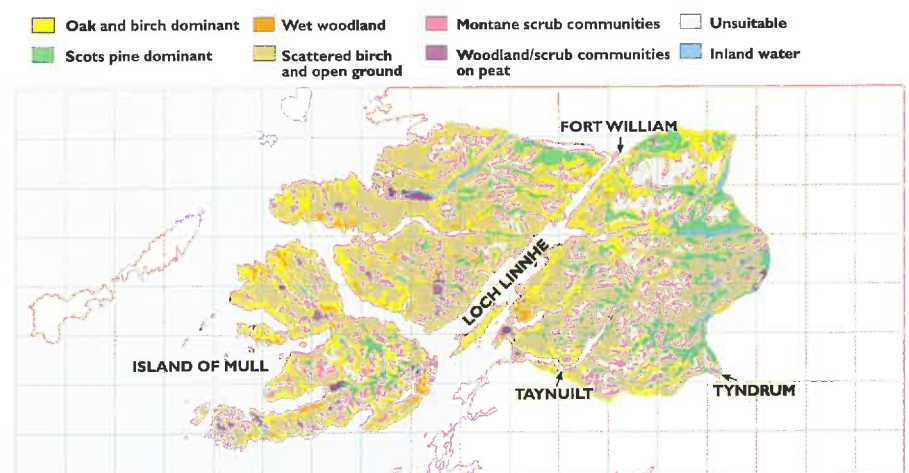 Oak and birch dominant
Wet woodland
Montane scrub communities
Unsuitable
Scots pine dominant
Scattered birch
and open ground
Woodland/scrub communities
on peat
Inland water
FORT WILLIAM
LOCH LINNHE
ISLAND OF MULL
TAYNUILT
TYNDRUM